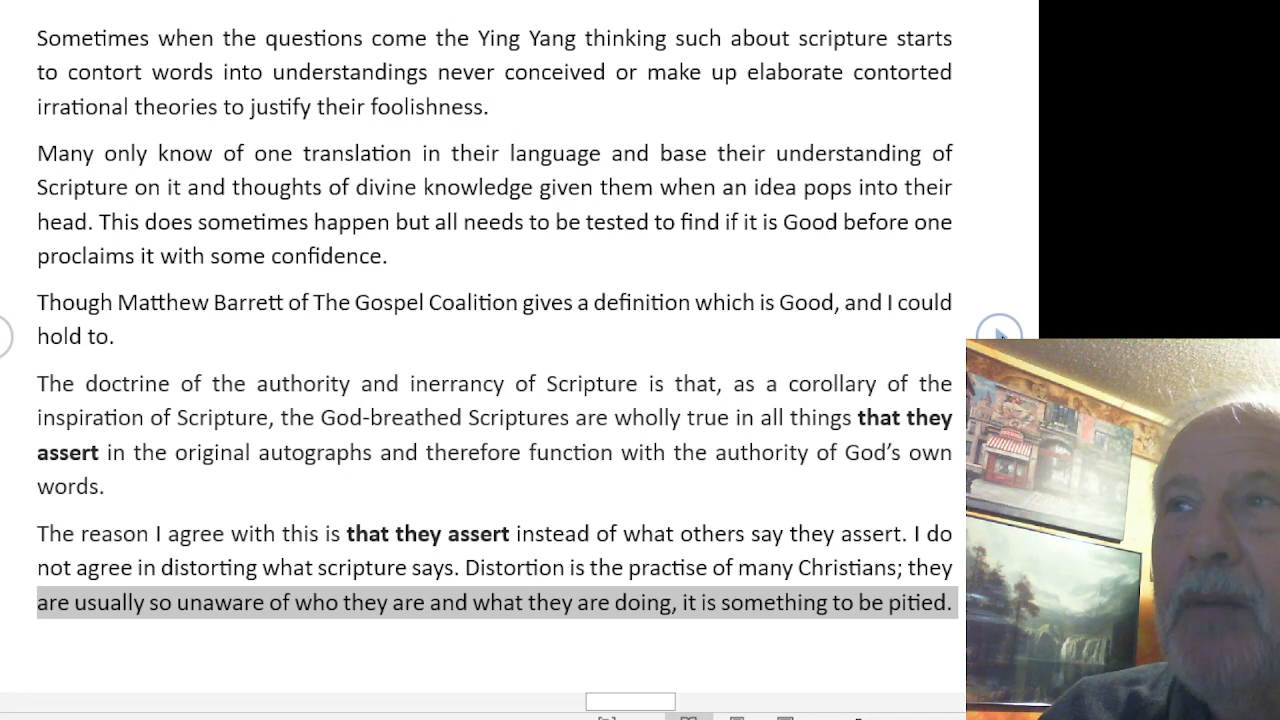 Sometimes when the questions come the Ying Yang thinking such about scripture starts
to contort words into understandings never conceived or make up elaborate contorted
irrational theories to justify their foolishness.
Many only know of one translation in their language and base their understanding of
Scripture on it and thoughts of divine knowledge given them when an idea pops into their
head. This does sometimes happen but all needs to be tested to find if it is Good before one
proclaims it with some confidence.
Though Matthew Barrett of The Gospel Coalition gives a definition which is Good, and I could
hold to.
The doctrine of the authority and inerrancy of Scripture is that, as a corollary of the
inspiration of Scripture, the God-breathed Scriptures are wholly true in all things that they
assert in the original autographs and therefore function with the authority of God’s own
words.
The reason I agree with this is that they assert instead of what others say they assert. I do
not agree in distorting what scripture says. Distortion is the practise of many Christians; they
are usually so unaware of who they are and what they are doing, it is something to be pitied.